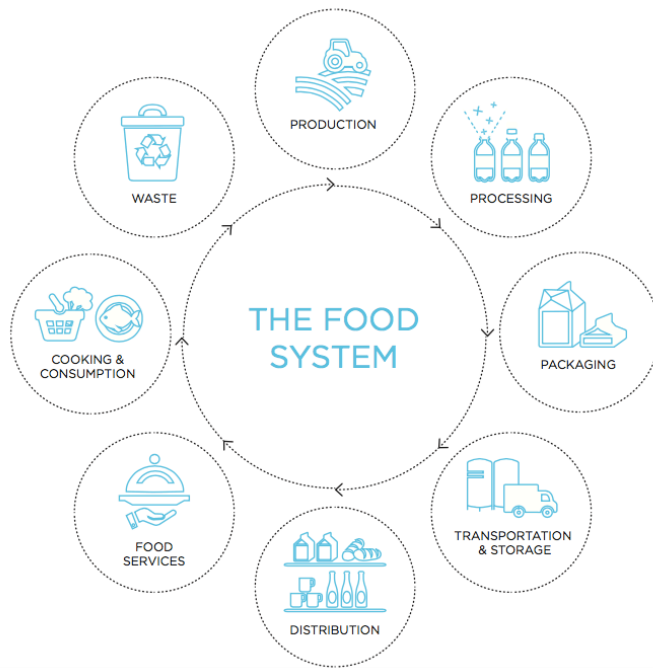 PRODUCTION
PROCESSING
PACKAGING
TRANSPORTATION
& STORAGE
DISTRIBUTION
FOOD
SERVICES
COOKING &
CONSUMPTION
WASTE
THE FOOD
SYSTEM